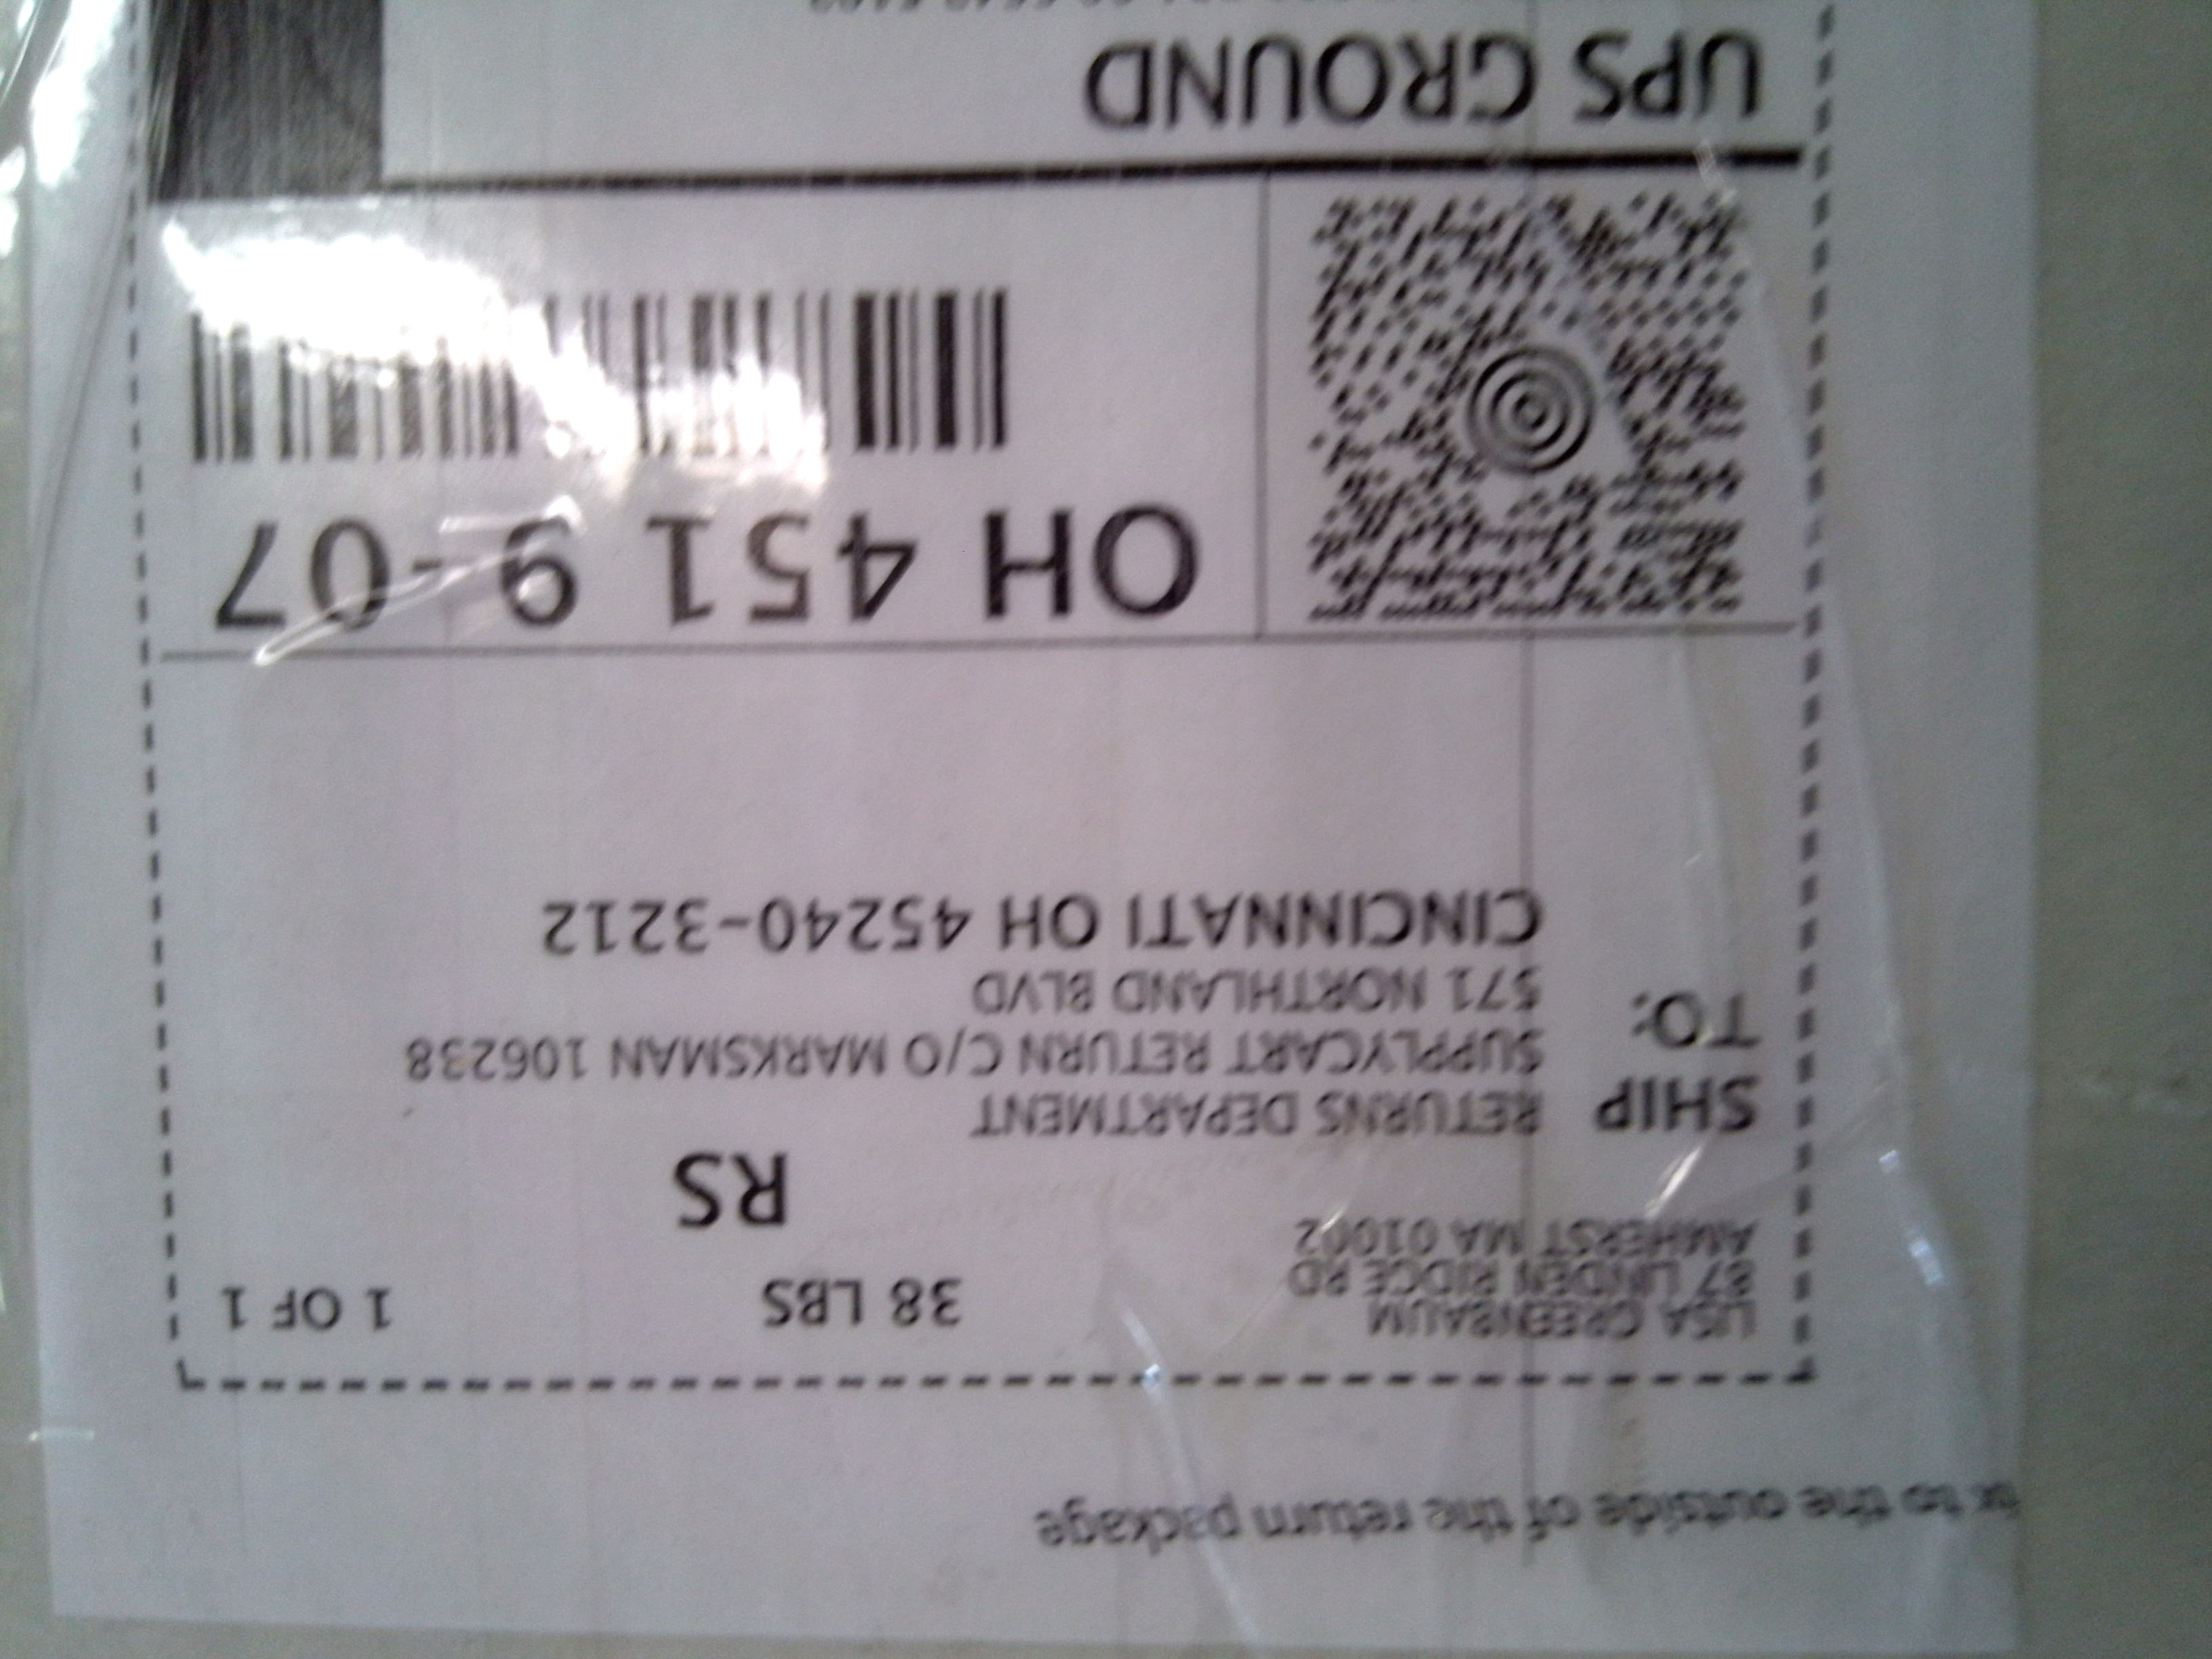 to the outside of the return package
LISA GREENBAUM
87 LINDEN RIDGE RD
AMHERST MA 01002
38 LBS
1 OF 1
RS
SHIP
TO:
RETURNS DEPARTMENT
SUPPLYCART RETURN C/O MARKSMAN 106238
571 NORTHLAND BLVD
CINCINNATI OH 45240-3212
OH 451 9-07
UPS GROUND